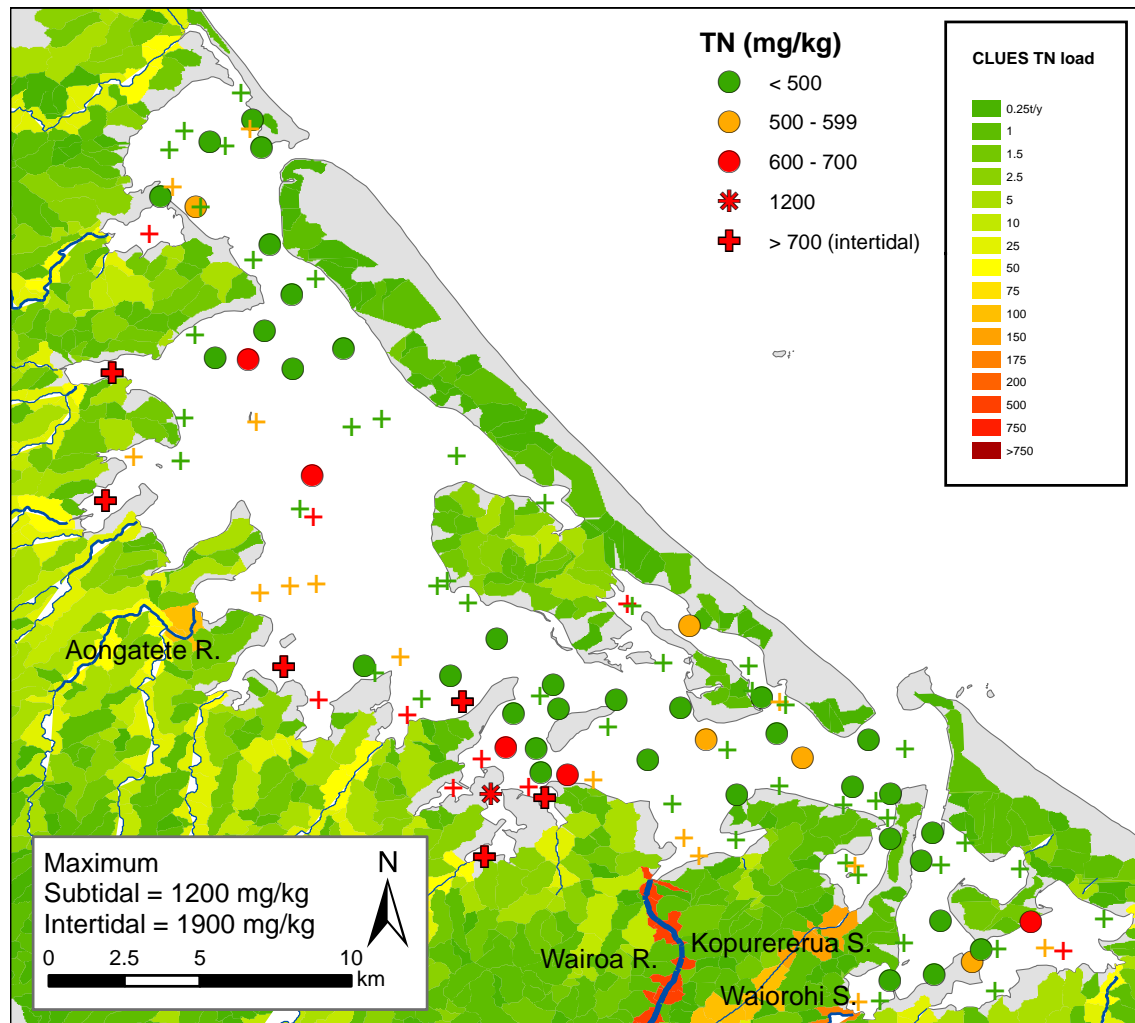 TN (mg/kg)
< 500
500 - 599
600 - 700
1200
> 700 (intertidal)
CLUES TN load
0.25t/y
1
1.5
2.5
5
10
25
50
75
100
150
175
200
500
750
>750
Aongatete R.
Wairoa R.
Kopurererua S.
Waiorohi S.
Maximum
Subtidal = 1200 mg/kg
Intertidal = 1900 mg/kg
N
0 2.5 5 10
km